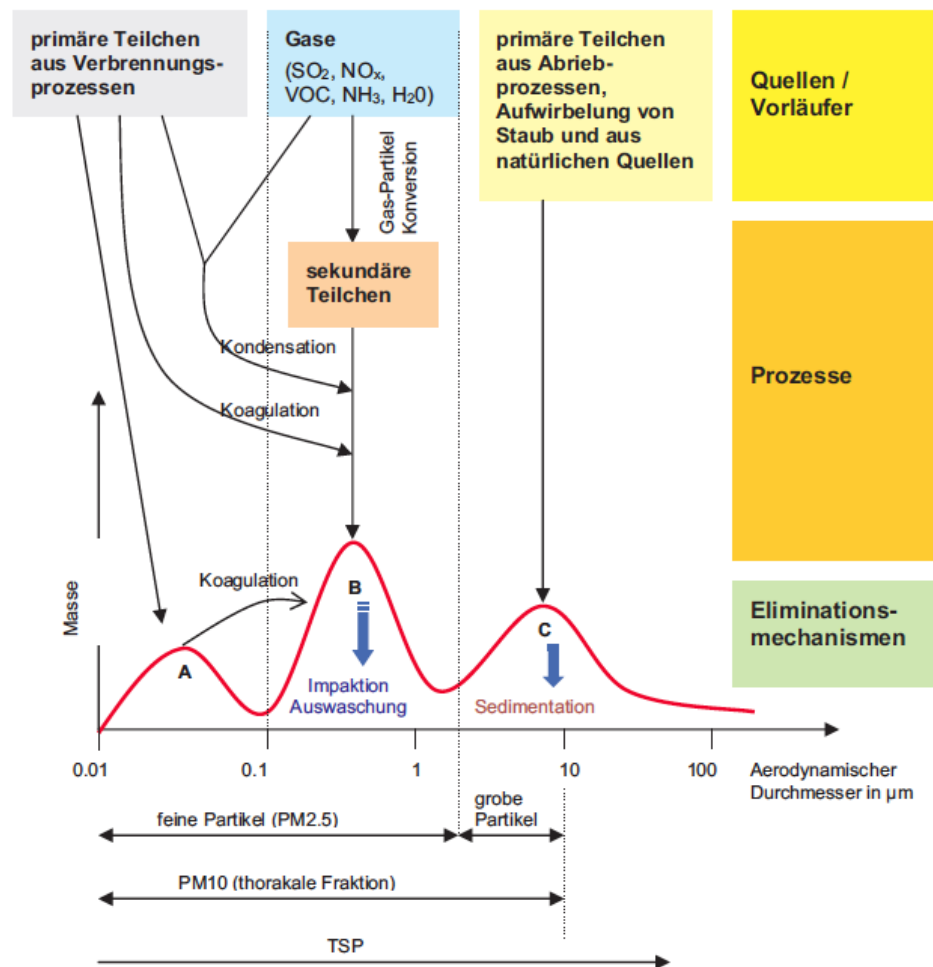 primäre Teilchen
aus Verbrennungs-
prozessen
Gase
(SO2, NOx,
VOC, NH3, H20)
primäre Teilchen
aus Abrieb-
prozessen,
Aufwirbelung von
Staub und aus
natürlichen Quellen
Quellen /
Vorläufer
Gas-Partikel
Konversion
sekundäre
Teilchen
Kondensation
Koagulation
Prozesse
Masse
Koagulation
A
B
C
Impaktion
Auswaschung
Sedimentation
Eliminations-
mechanismen
0.01
0.1
1
10
100
Aerodynamischer
Durchmesser in µm
feine Partikel (PM2.5)
grobe
Partikel
PM10 (thorakale Fraktion)
TSP